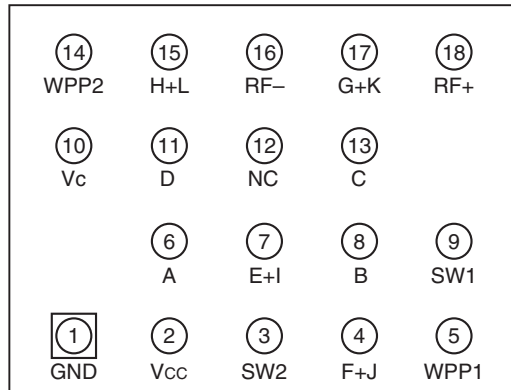 14 15 16 17 18
WPP2 H+L RF– G+K RF+
10 11 12 13
Vc D NC C
6 7 8 9
A E+I B SW1
1 2 3 4 5
GND Vcc SW2 F+J WPP1